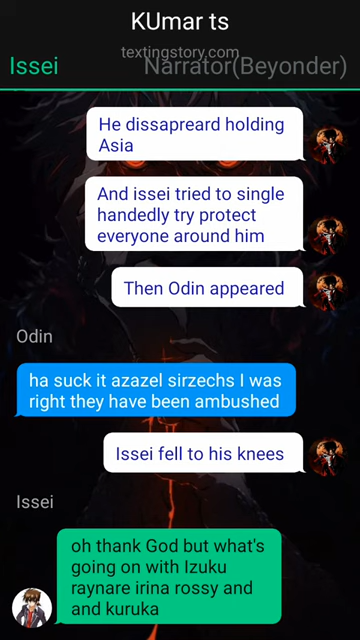 KUmar ts
textingstory.com
Issei
Narrator(Beyonder)
He dissapreard holding
Asia
And issei tried to single
handedly try protect
everyone around him
Then Odin appeared
Odin
ha suck it azazel sirzechs I was
right they have been ambushed
Issei fell to his knees
Issei
oh thank God but what's
going on with Izuku
raynare irina rossy and
and kuruka